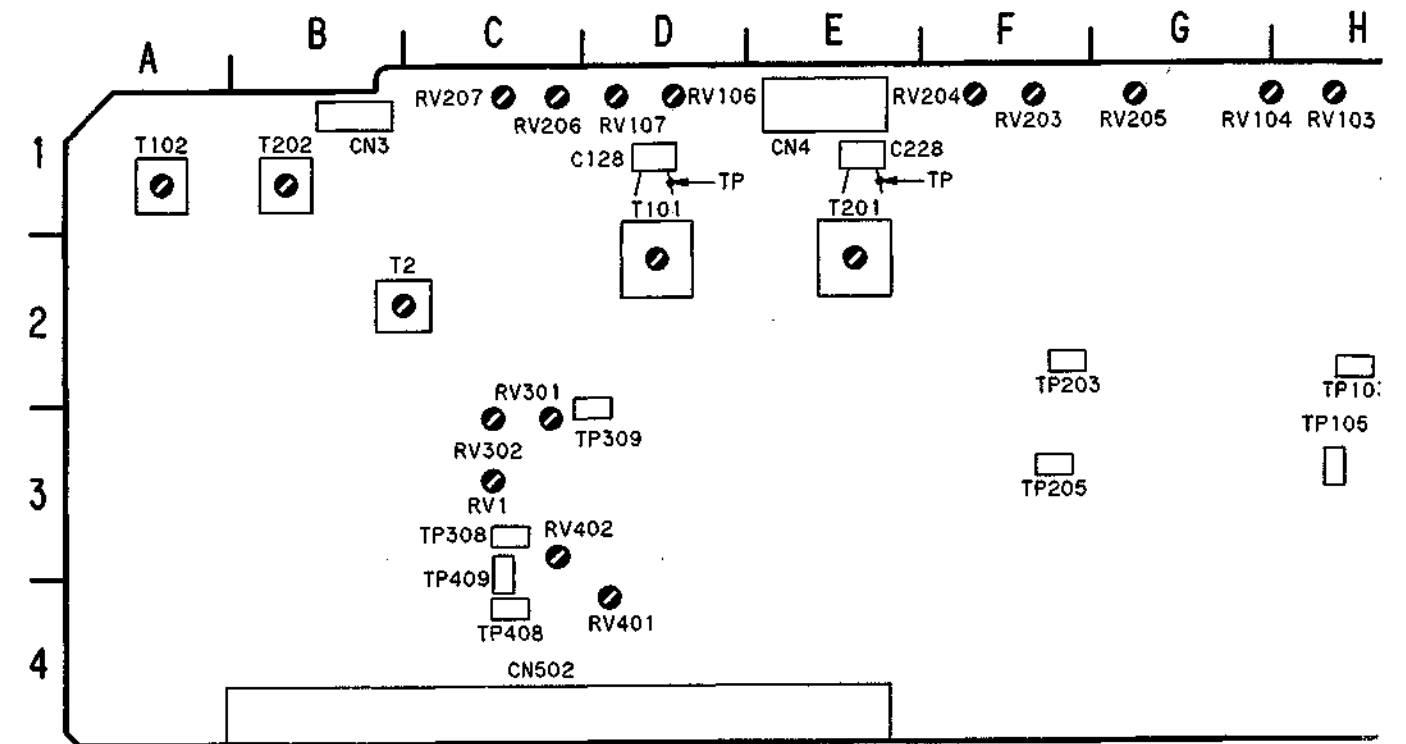 A B C D E F G H
RV207 RV106 RV204
RV206 RV107 RV203 RV205 RV104 RV103
1 T102 T202 CN3 C128 CN4 C228
TP TP
T101 T201
T2
2
TP203
RV301 TP103
TP309 TP105
RV302
3 TP205
RV1
TP308 RV402
TP409
RV401
TP408
4 CN502